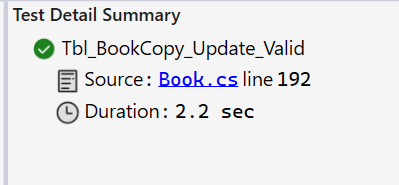 Test Detail Summary
Tbl_BookCopy_Update_Valid
Source: Book.cs line 192
Duration: 2.2 sec